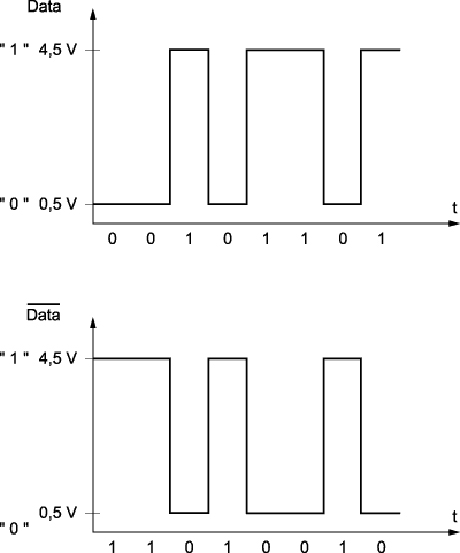 Data
" 1 " 4,5 V
" 0 " 0,5 V
t
0 0 1 0 1 1 0 1
Data
" 1 " 4,5 V
0,5 V
t
" 0 "
1 1 0 1 0 0 1 0